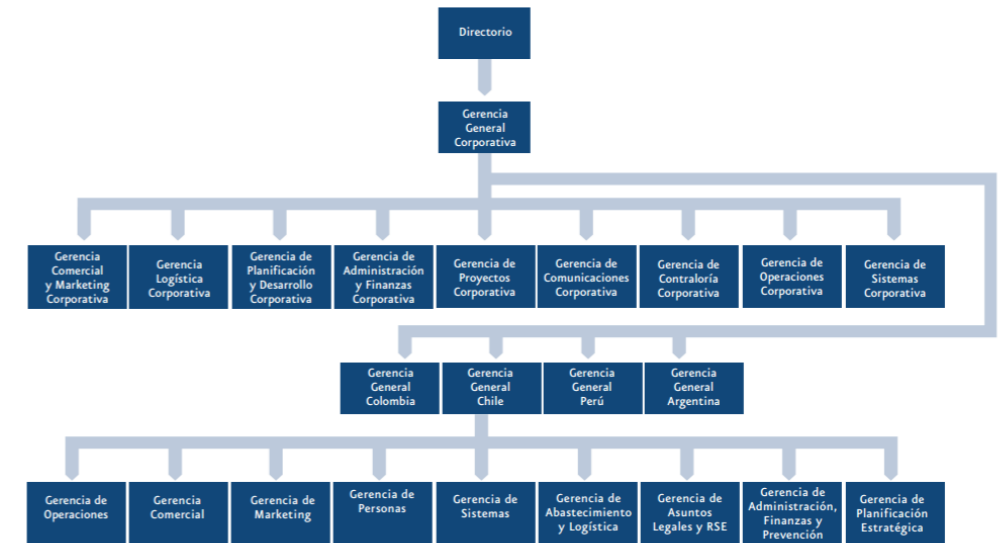 Directorio
Gerencia
General
Corporativa
Gerencia
Comercial
y Marketing
Corporativa
Gerencia
Logística
Corporativa
Gerencia de
Planificación
y Desarrollo
Corporativa
Gerencia de
Administración
y Finanzas
Corporativa
Gerencia de
Proyectos
Corporativa
Gerencia de
Comunicaciones
Corporativa
Gerencia de
Contraloría
Corporativa
Gerencia de
Operaciones
Corporativa
Gerencia de
Sistemas
Corporativa
Gerencia
General
Colombia
Gerencia
General
Chile
Gerencia
General
Perú
Gerencia
General
Argentina
Gerencia de
Operaciones
Gerencia
Comercial
Gerencia de
Marketing
Gerencia de
Personas
Gerencia de
Sistemas
Gerencia de
Abastecimiento
y Logística
Gerencia de
Asuntos
Legales y RSE
Gerencia de
Administración,
Finanzas y
Prevención
Gerencia de
Planificación
Estratégica